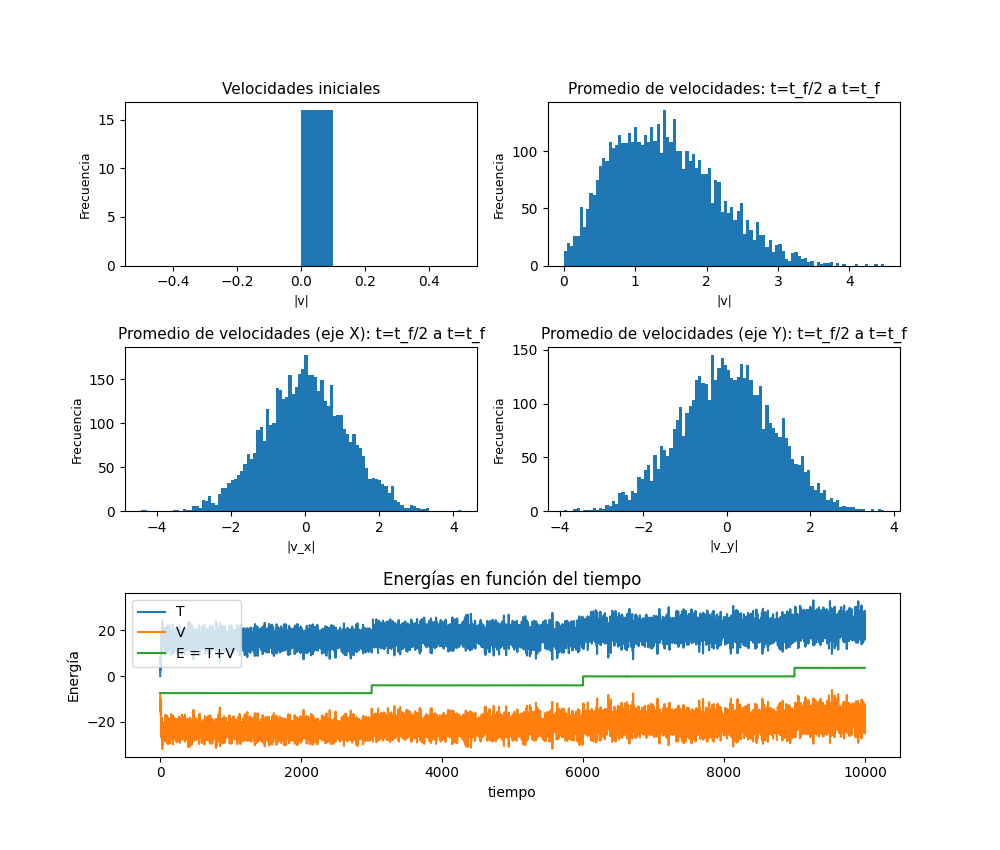 Velocidades iniciales
Promedio de velocidades: t=t_f/2 a t=t_f
Frecuencia
15
10
5
0
−0.4 −0.2 0.0 0.2 0.4
|v|
Frecuencia
100
50
0
0 1 2 3 4
|v|
Promedio de velocidades (eje X): t=t_f/2 a t=t_f
Promedio de velocidades (eje Y): t=t_f/2 a t=t_f
Frecuencia
150
100
50
0
−4 −2 0 2 4
|v_x|
Frecuencia
150
100
50
0
−4 −2 0 2 4
|v_y|
Energías en función del tiempo
T
V
E = T+V
Energía
20
0
−20
0 2000 4000 6000 8000 10000
tiempo